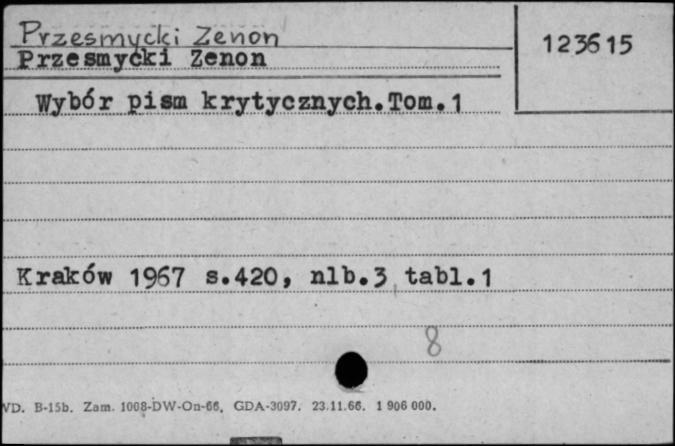 Przesmycki Zenon
123615
Przesmycki Zenon
Wybór pism krytycznych.Tom.1
Kraków 1967 s.420, nlb.3 tabl.1
8
VD. B-15b. Zam. 1008-DW-On-66. GDA-3097. 23.11.66. 1 906 000.